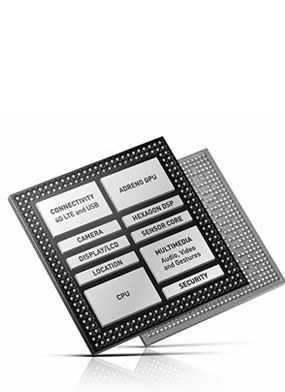 CONNECTIVITY
4G LTE and USB
ADRENO GPU
HEXAGON DSP
SENSOR CORE
CAMERA
DISPLAY/LCD
LOCATION
MULTIMEDIA
Audio, Video
and Gestures
CPU
SECURITY